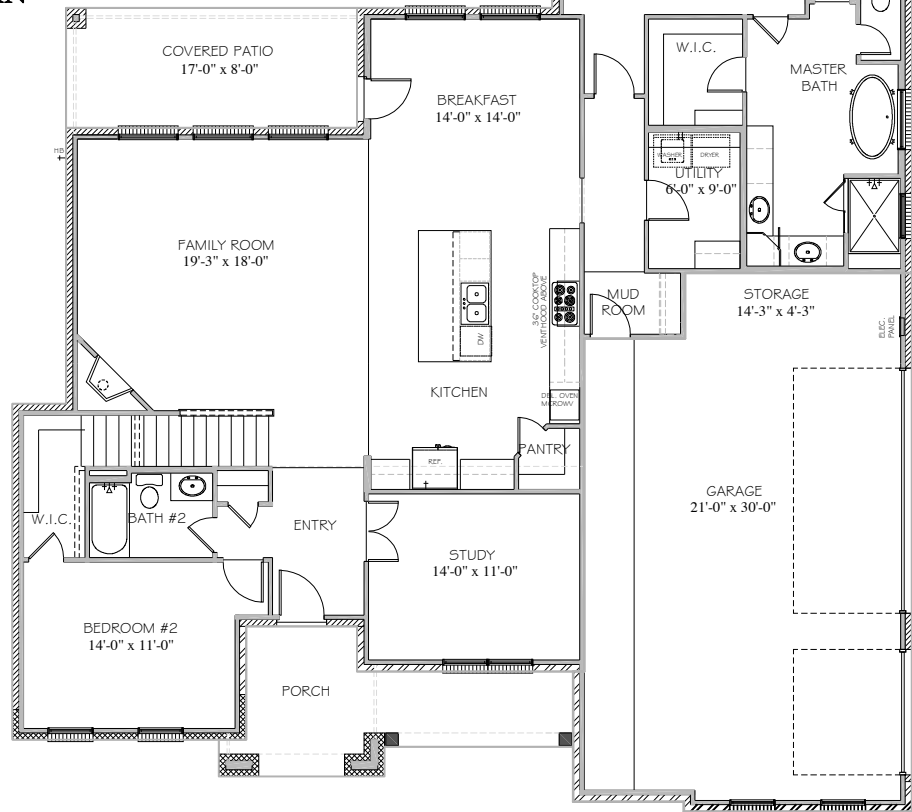 COVERED PATIO
17'-0" x 8'-0"
W.I.C.
MASTER
BATH
BREAKFAST
14'-0" x 14'-0"
HB
WASHER
DRYER
UTILITY
6'-0" x 9'-0"
FAMILY ROOM
19'-3" x 18'-0"
36" COOKTOP
VENTHOOD ABOVE
MUD
ROOM
STORAGE
14'-3" x 4'-3"
ELEC.
PANEL
DW
KITCHEN
DBL. OVEN
MICROWV
PANTRY
REF.
GARAGE
21'-0" x 30'-0"
W.I.C.
BATH #2
ENTRY
STUDY
14'-0" x 11'-0"
BEDROOM #2
14'-0" x 11'-0"
PORCH